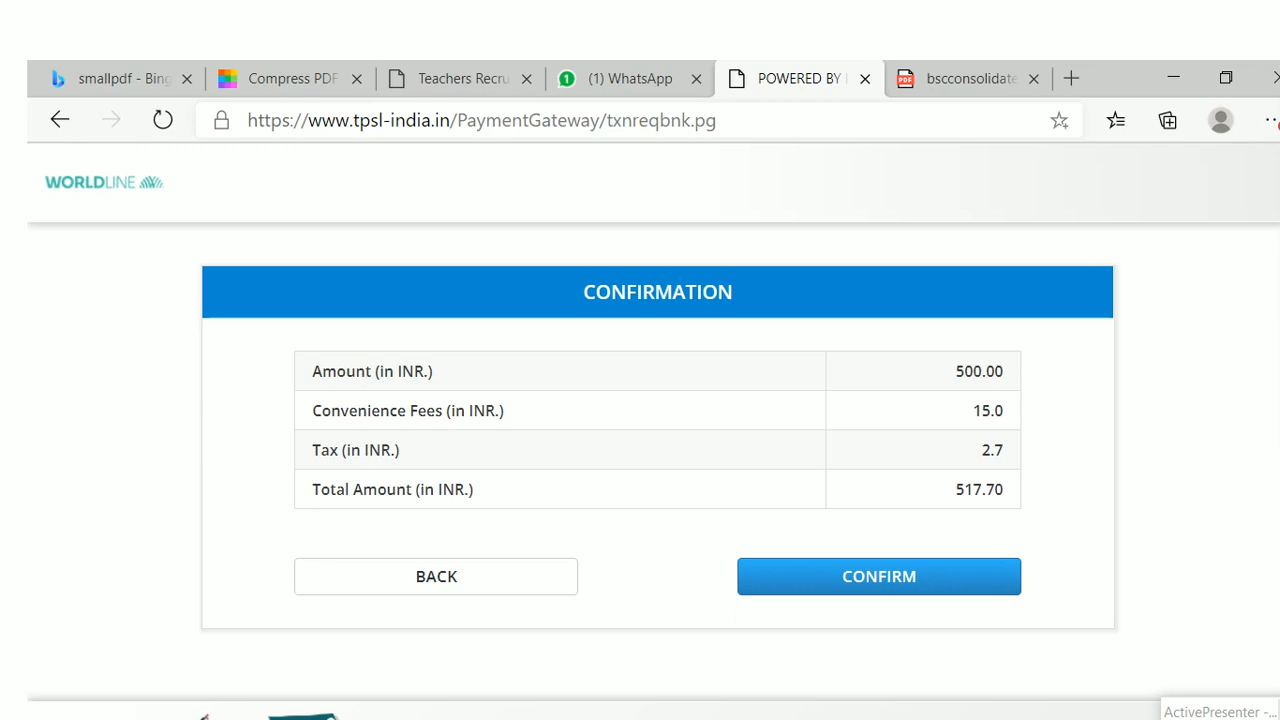 smallpdf - Bing
Compress PDF
Teachers Recru
(1) WhatsApp
POWERED BY
bscconsolidate
https://www.tpsl-india.in/PaymentGateway/txnreqbnk.pg
WORLDLINE
CONFIRMATION
Amount (in INR.) 500.00
Convenience Fees (in INR.) 15.0
Tax (in INR.) 2.7
Total Amount (in INR.) 517.70
BACK CONFIRM
ActivePresenter -...